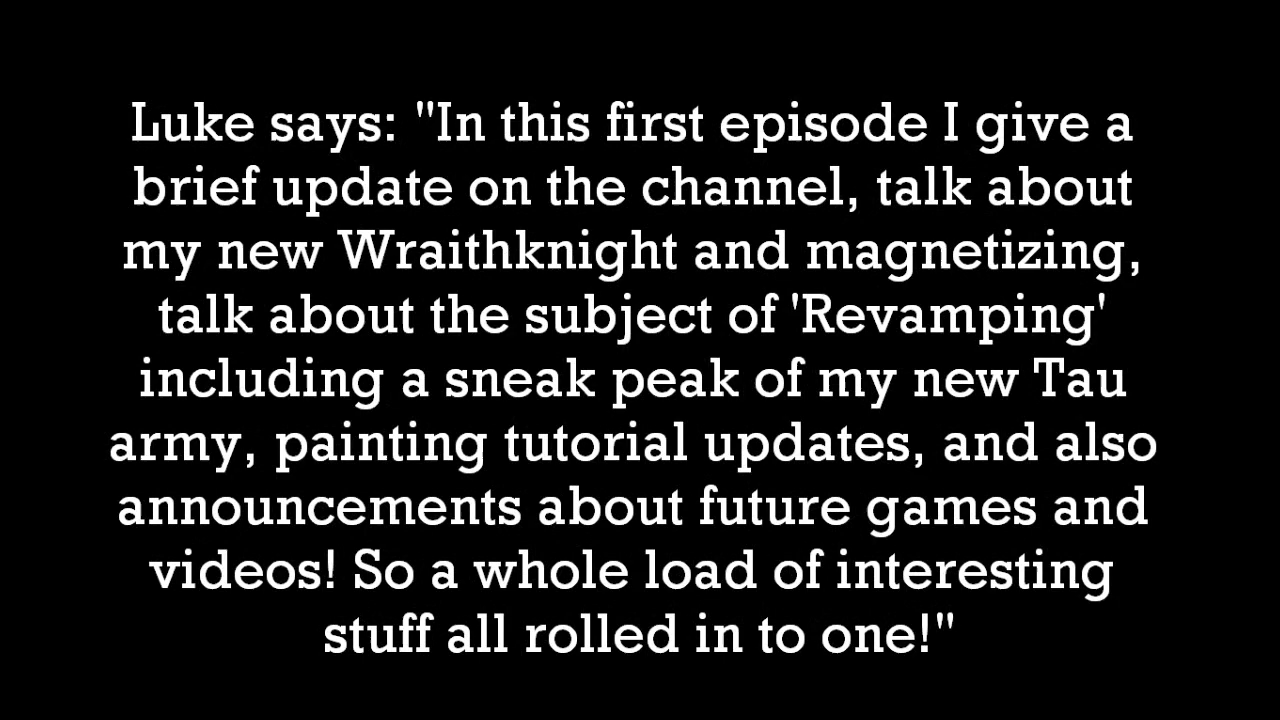 Luke says: "In this first episode I give a
brief update on the channel, talk about
my new Wraithknight and magnetizing,
talk about the subject of 'Revamping'
including a sneak peak of my new Tau
army, painting tutorial updates, and also
announcements about future games and
videos! So a whole load of interesting
stuff all rolled in to one!"